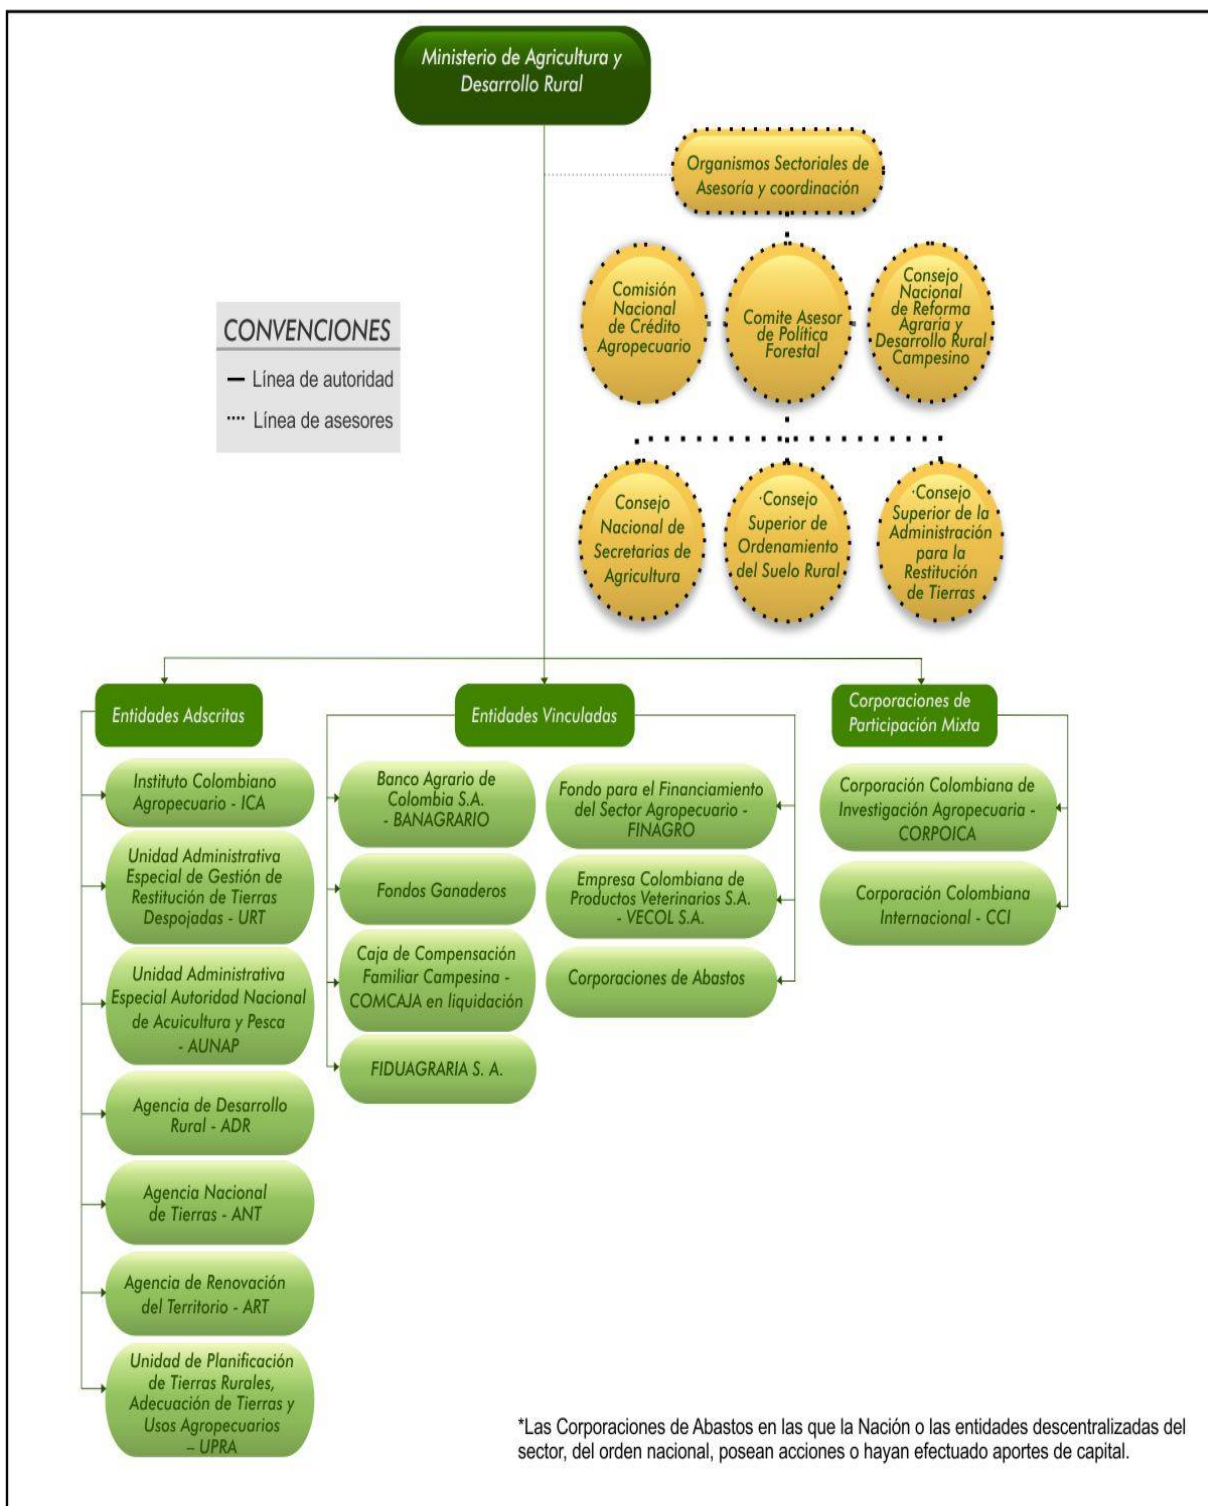 Ministerio de Agricultura y
Desarrollo Rural
Organismos Sectoriales de
Asesoría y coordinación
Comisión
Nacional
de Crédito
Agropecuario
Comite Asesor
de Política
Forestal
Consejo
Nacional
de Reforma
Agraria y
Desarrollo Rural
Campesino
CONVENCIONES
Línea de autoridad
Línea de asesores
Consejo
Nacional de
Secretarias de
Agricultura
·Consejo
Superior de
Ordenamiento
del Suelo Rural
·Consejo
Superior de la
Administración
para la
Restitución
de Tierras
Entidades Adscritas
Instituto Colombiano
Agropecuario - ICA
Unidad Administrativa
Especial de Gestión de
Restitución de Tierras
Despojadas - URT
Unidad Administrativa
Especial Autoridad Nacional
de Acuicultura y Pesca
- AUNAP
Agencia de Desarrollo
Rural - ADR
Agencia Nacional
de Tierras - ANT
Agencia de Renovación
del Territorio - ART
Unidad de Planificación
de Tierras Rurales,
Adecuación de Tierras y
Usos Agropecuarios
– UPRA
Entidades Vinculadas
Banco Agrario de
Colombia S.A.
- BANAGRARIO
Fondos Ganaderos
Caja de Compensación
Familiar Campesina -
COMCAJA en liquidación
FIDUAGRARIA S. A.
Fondo para el Financiamiento
del Sector Agropecuario -
FINAGRO
Empresa Colombiana de
Productos Veterinarios S.A.
- VECOL S.A.
Corporaciones de Abastos
Corporaciones de
Participación Mixta
Corporación Colombiana de
Investigación Agropecuaria -
CORPOICA
Corporación Colombiana
Internacional - CCI
*Las Corporaciones de Abastos en las que la Nación o las entidades descentralizadas del
sector, del orden nacional, posean acciones o hayan efectuado aportes de capital.